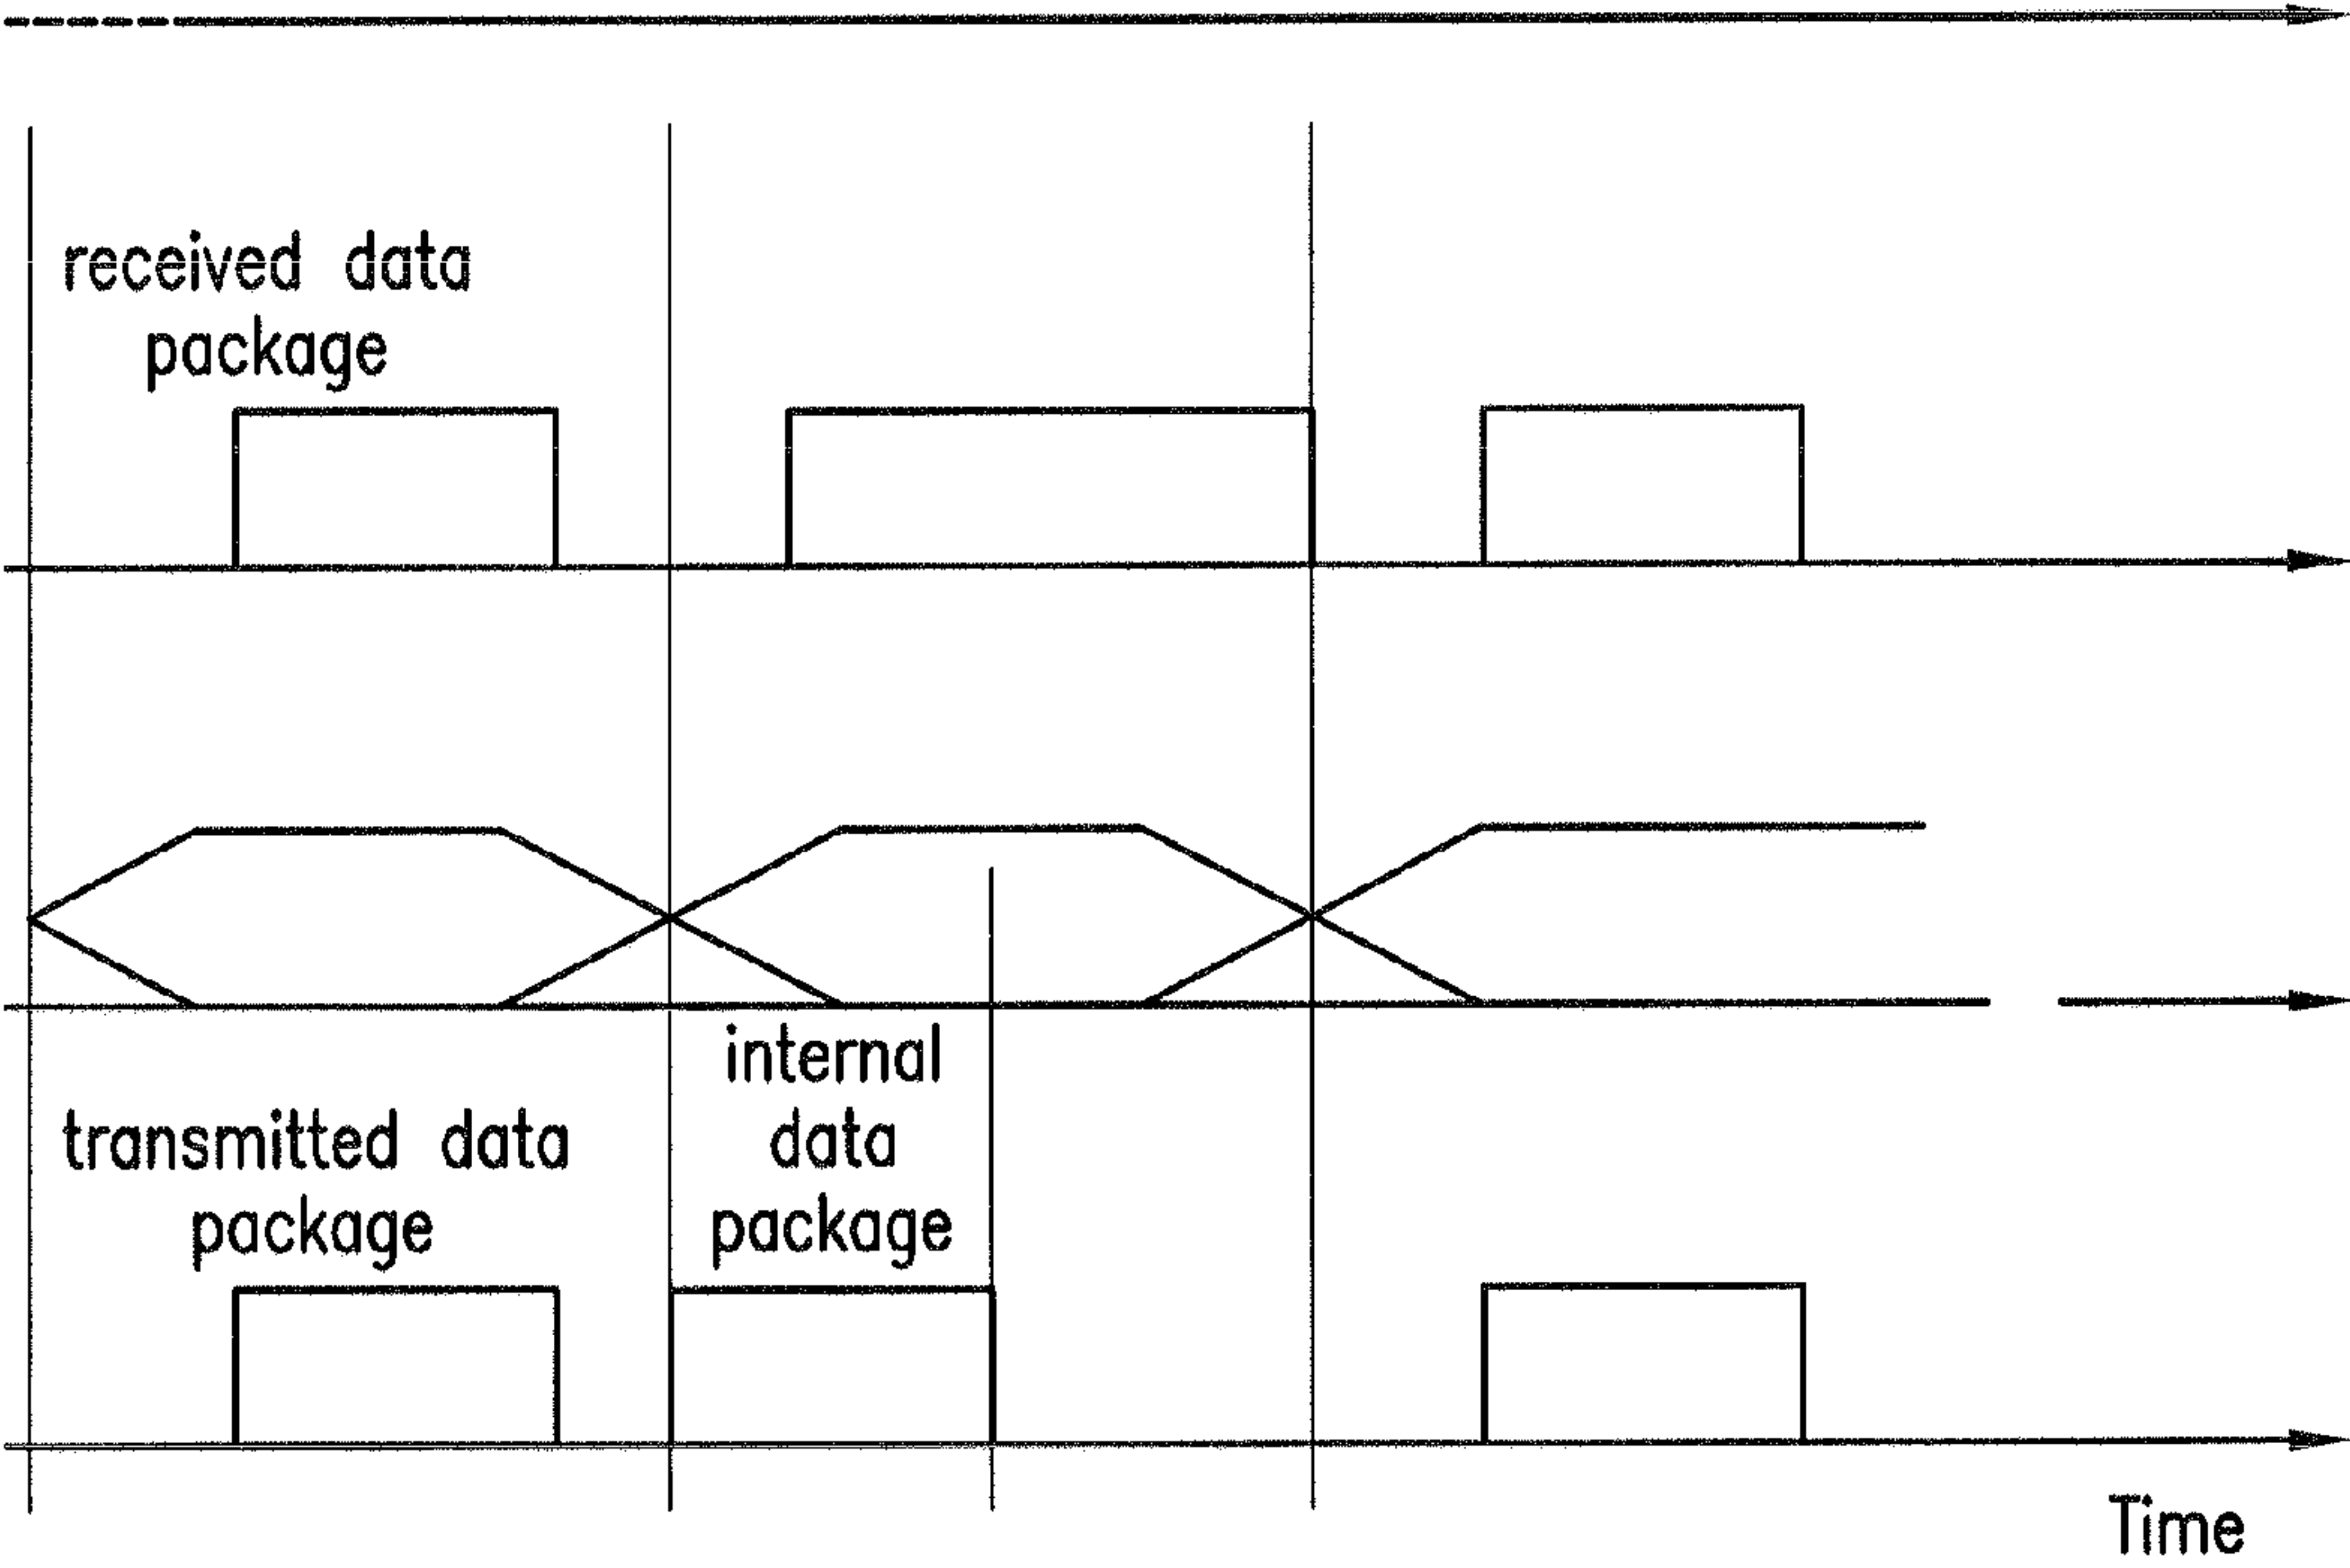 received data
package
internal
data
package
transmitted data
package
Time